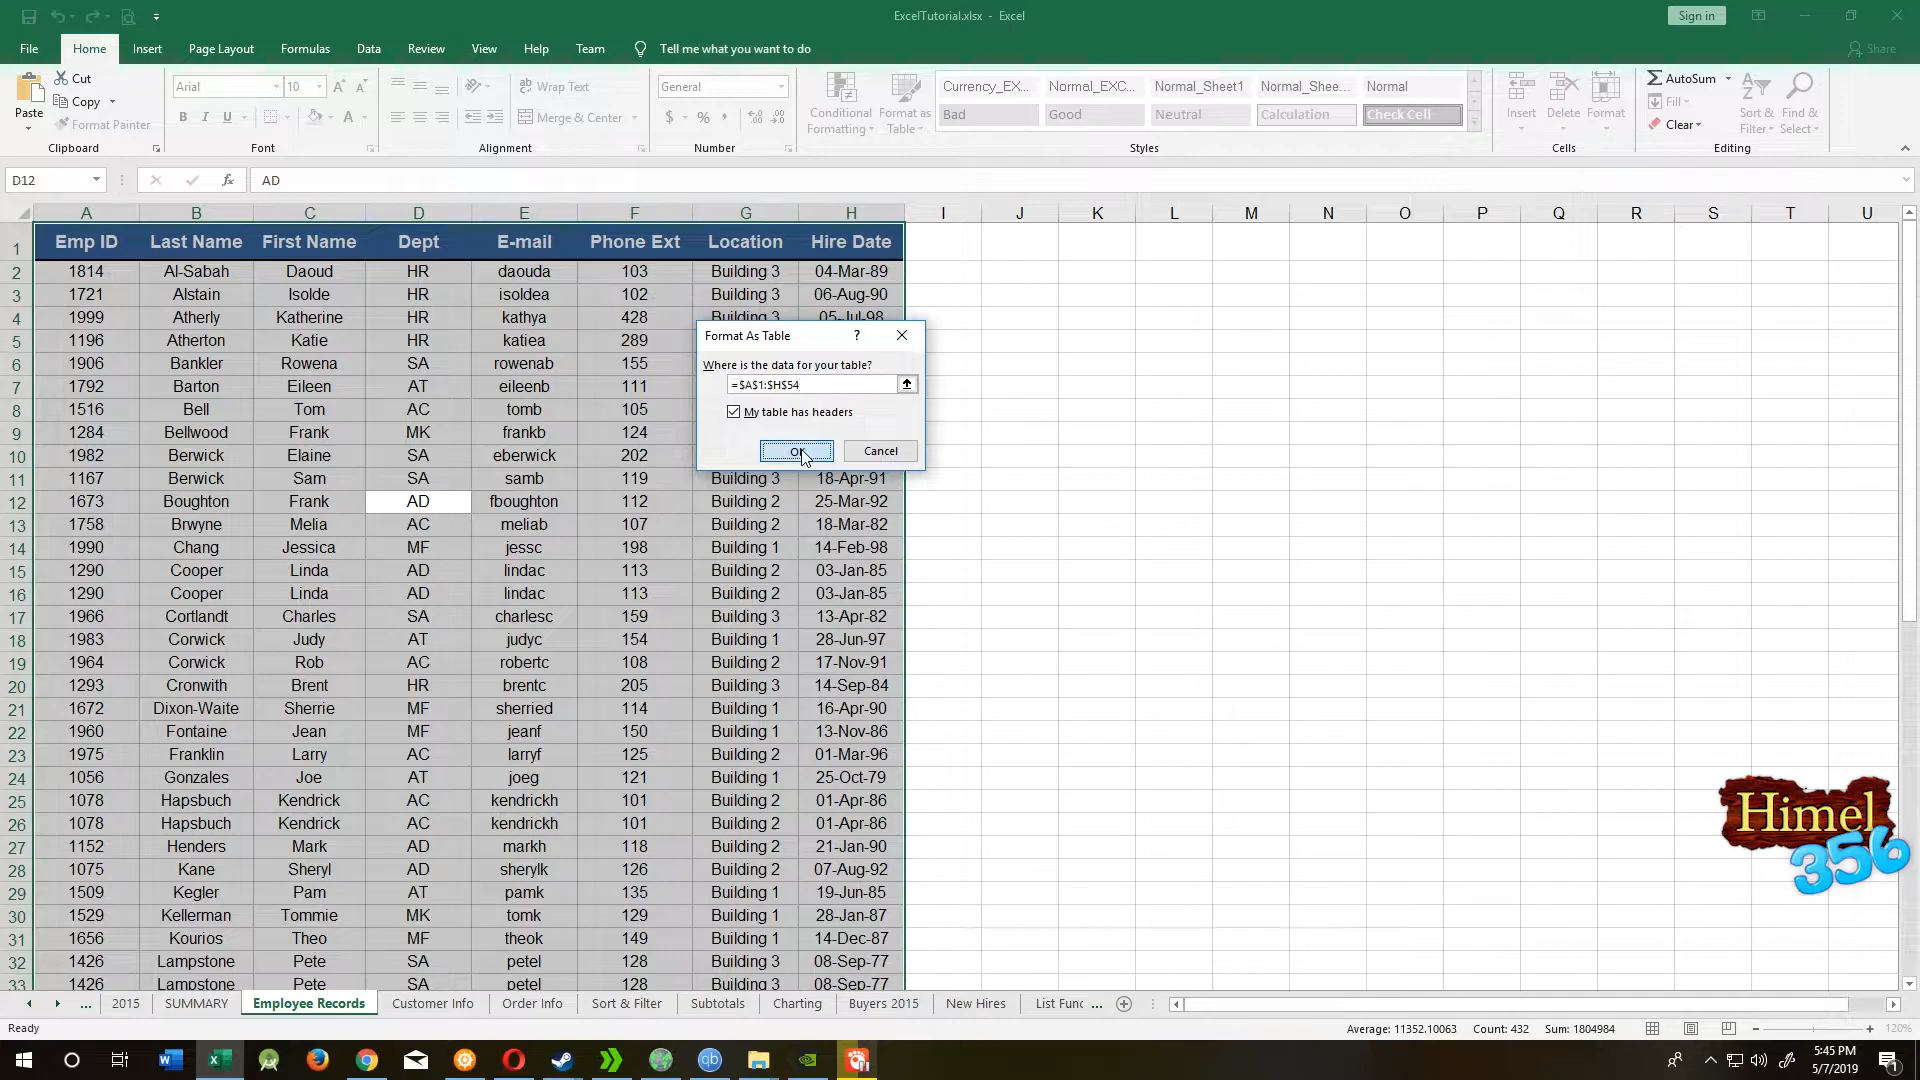 ExcelTutorial.xlsx - Excel
Sign in
File Home Insert Page Layout Formulas Data Review View Help Team Tell me what you want to do Share
Paste
Cut
Copy
Format Painter
Clipboard
Arial 10
B I U
Font
Wrap Text
Merge & Center
Alignment
General
$ % ,
Number
Conditional Formatting
Format as Table
Currency_EX... Normal_EXC... Normal_Sheet1 Normal_Shee... Normal
Bad Good Neutral Calculation Check Cell
Styles
Insert Delete Format
Cells
AutoSum
Fill
Clear
Sort & Filter
Find & Select
Editing
D12 fx AD
A B C D E F G H I J K L M N O P Q R S T U
1 Emp ID Last Name First Name Dept E-mail Phone Ext Location Hire Date
2 1814 Al-Sabah Daoud HR daouda 103 Building 3 04-Mar-89
3 1721 Alstain Isolde HR isoldea 102 Building 3 06-Aug-90
4 1999 Atherly Katherine HR kathya 428 Building 3 05-Jul-98
5 1196 Atherton Katie HR katiea 289
6 1906 Bankler Rowena SA rowenab 155
7 1792 Barton Eileen AT eileenb 111
8 1516 Bell Tom AC tomb 105
9 1284 Bellwood Frank MK frankb 124
10 1982 Berwick Elaine SA eberwick 202
11 1167 Berwick Sam SA samb 119 Building 3 18-Apr-91
12 1673 Boughton Frank AD fboughton 112 Building 2 25-Mar-92
13 1758 Brwyne Melia AC meliab 107 Building 2 18-Mar-82
14 1990 Chang Jessica MF jessc 198 Building 1 14-Feb-98
15 1290 Cooper Linda AD lindac 113 Building 2 03-Jan-85
16 1290 Cooper Linda AD lindac 113 Building 2 03-Jan-85
17 1966 Cortlandt Charles SA charlesc 159 Building 3 13-Apr-82
18 1983 Corwick Judy AT judyc 154 Building 1 28-Jun-97
19 1964 Corwick Rob AC robertc 108 Building 2 17-Nov-91
20 1293 Cronwith Brent HR brentc 205 Building 3 14-Sep-84
21 1672 Dixon-Waite Sherrie MF sherried 114 Building 1 16-Apr-90
22 1960 Fontaine Jean MF jeanf 150 Building 1 13-Nov-86
23 1975 Franklin Larry AC larryf 125 Building 2 01-Mar-96
24 1056 Gonzales Joe AT joeg 121 Building 1 25-Oct-79
25 1078 Hapsbuch Kendrick AC kendrickh 101 Building 2 01-Apr-86
26 1078 Hapsbuch Kendrick AC kendrickh 101 Building 2 01-Apr-86
27 1152 Henders Mark AD markh 118 Building 2 21-Jan-90
28 1075 Kane Sheryl AD sherylk 126 Building 2 07-Aug-92
29 1509 Kegler Pam AT pamk 135 Building 1 19-Jun-85
30 1529 Kellerman Tommie MK tomk 129 Building 1 28-Jan-87
31 1656 Kourios Theo MF theok 149 Building 1 14-Dec-87
32 1426 Lampstone Pete SA petel 128 Building 3 08-Sep-77
33 1426 Lampstone Pete SA petel 128 Building 3 08-Sep-77
Format As Table ?
Where is the data for your table?
=$A$1:$H$54
My table has headers
OK Cancel
Himel
356
... 2015 SUMMARY Employee Records Customer Info Order Info Sort & Filter Subtotals Charting Buyers 2015 New Hires List Func ...
Ready Average: 11352.10063 Count: 432 Sum: 1804984 120%
5:45 PM
5/7/2019